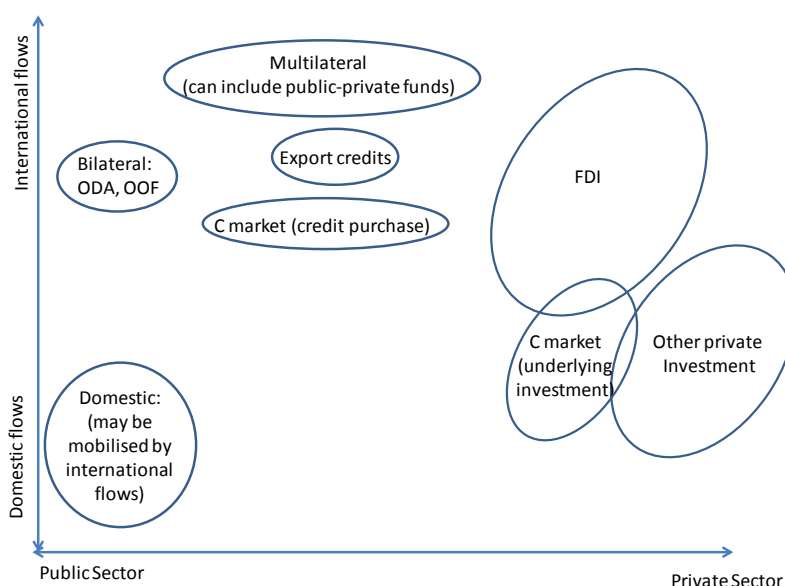 International flows
Domestic flows
Multilateral
(can include public-private funds)
Export credits
Bilateral:
ODA, OOF
C market (credit purchase)
FDI
C market
(underlying
investment)
Other private
Investment
Domestic:
(may be
mobilised by
international
flows)
Public Sector
Private Sector